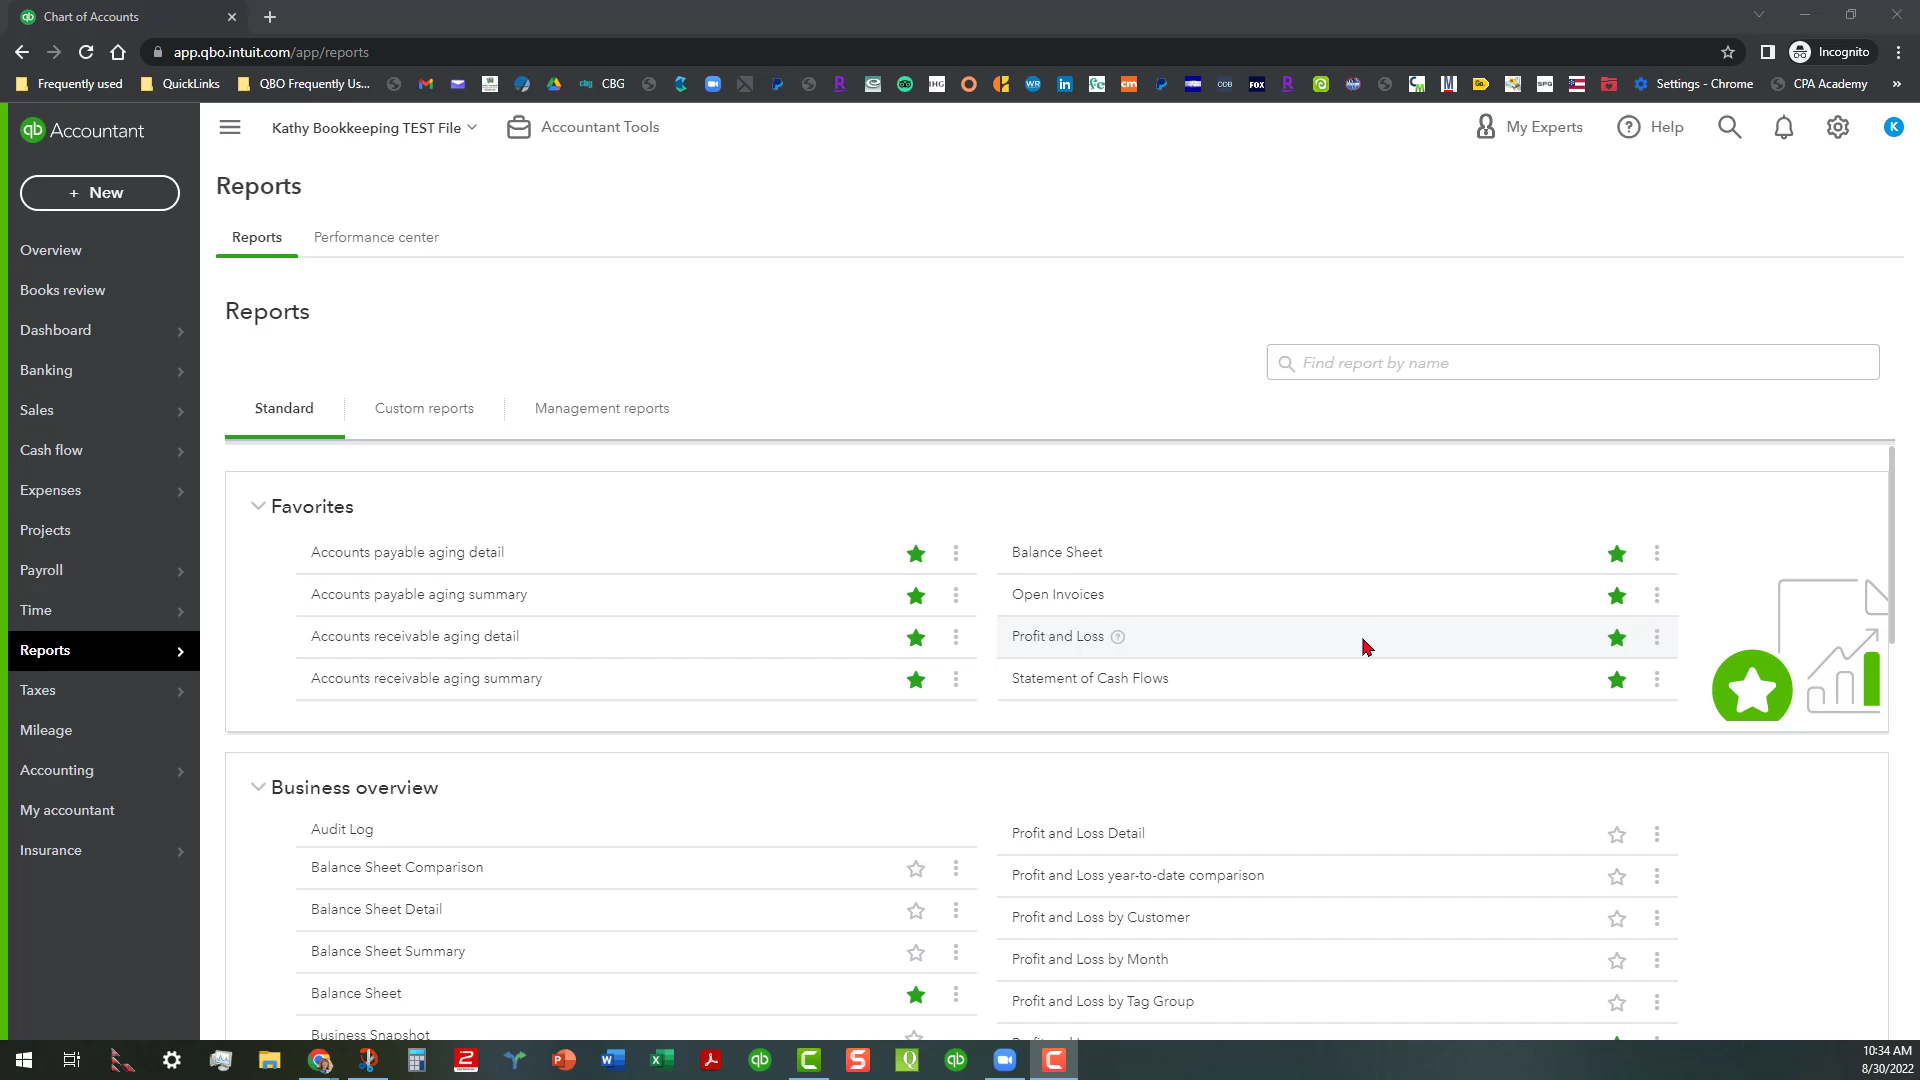 Chart of Accounts
app.qbo.intuit.com/app/reports
Incognito
Frequently used
QuickLinks
QBO Frequently Us...
CBG
Settings - Chrome
CPA Academy
qb Accountant
Kathy Bookkeeping TEST File
Accountant Tools
My Experts
Help
K
+ New
Overview
Books review
Dashboard
Banking
Sales
Cash flow
Expenses
Projects
Payroll
Time
Reports
Taxes
Mileage
Accounting
My accountant
Insurance
Reports
Reports
Performance center
Reports
Find report by name
Standard
Custom reports
Management reports
Favorites
Accounts payable aging detail
Accounts payable aging summary
Accounts receivable aging detail
Accounts receivable aging summary
Balance Sheet
Open Invoices
Profit and Loss
Statement of Cash Flows
Business overview
Audit Log
Balance Sheet Comparison
Balance Sheet Detail
Balance Sheet Summary
Balance Sheet
Business Snapshot
Profit and Loss Detail
Profit and Loss year-to-date comparison
Profit and Loss by Customer
Profit and Loss by Month
Profit and Loss by Tag Group
10:34 AM
8/30/2022